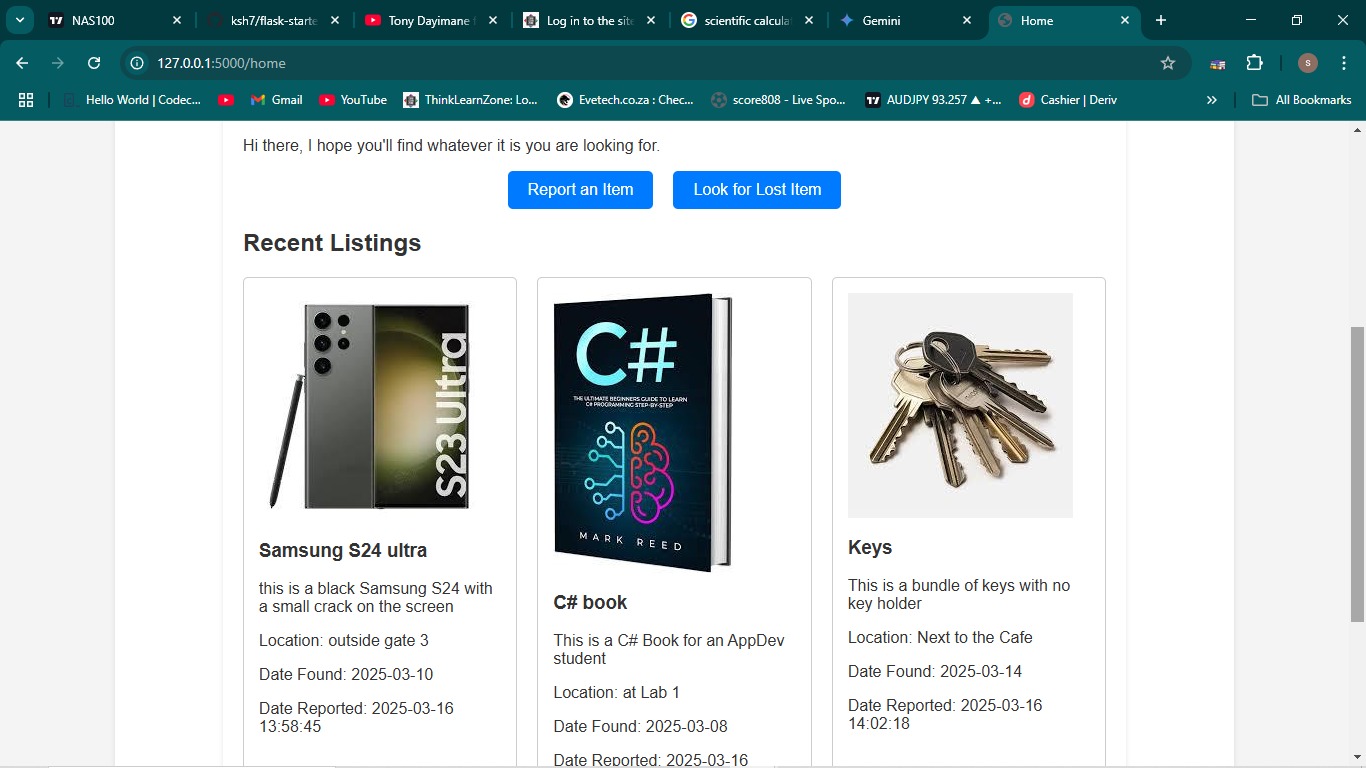 NAS100
ksh7/flask-starte
Tony Dayimane
Log in to the site
scientific calcula
Gemini
Home
127.0.0.1:5000/home
S
Hello World | Codec...
Gmail
YouTube
ThinkLearnZone: Lo...
Evetech.co.za : Chec...
score808 - Live Spo...
AUDJPY 93.257 ▲ +...
Cashier | Deriv
All Bookmarks
Hi there, I hope you'll find whatever it is you are looking for.
Report an Item
Look for Lost Item
Recent Listings
S23 Ultra
Samsung S24 ultra
this is a black Samsung S24 with
a small crack on the screen
Location: outside gate 3
Date Found: 2025-03-10
Date Reported: 2025-03-16
13:58:45
C#
THE ULTIMATE BEGINNERS GUIDE TO LEARN
C# PROGRAMMING STEP-BY-STEP
MARK REED
C# book
This is a C# Book for an AppDev
student
Location: at Lab 1
Date Found: 2025-03-08
Date Reported: 2025-03-16
Keys
This is a bundle of keys with no
key holder
Location: Next to the Cafe
Date Found: 2025-03-14
Date Reported: 2025-03-16
14:02:18